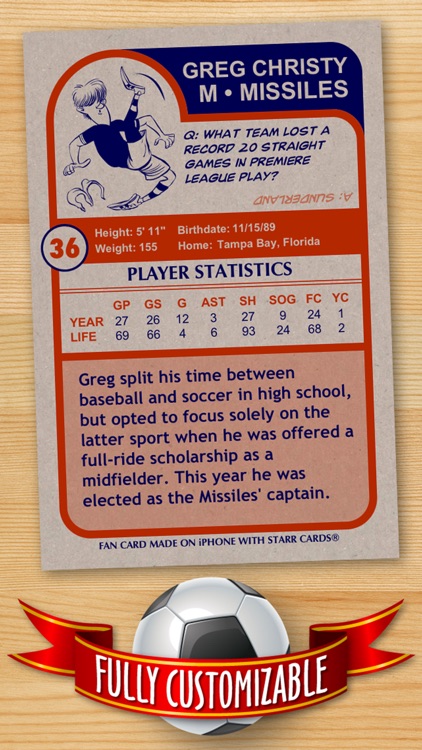 GREG CHRISTY
M • MISSILES
Q: WHAT TEAM LOST A
RECORD 20 STRAIGHT
GAMES IN PREMIERE
LEAGUE PLAY?
A: SUNDERLAND
36
Height: 5' 11" Birthdate: 11/15/89
Weight: 155 Home: Tampa Bay, Florida
PLAYER STATISTICS
GP GS G AST SH SOG FC YC
YEAR 27 26 12 3 27 9 24 1
LIFE 69 66 4 6 93 24 68 2
Greg split his time between
baseball and soccer in high school,
but opted to focus solely on the
latter sport when he was offered a
full-ride scholarship as a
midfielder. This year he was
elected as the Missiles' captain.
FAN CARD MADE ON iPHONE WITH STARR CARDS®
FULLY CUSTOMIZABLE